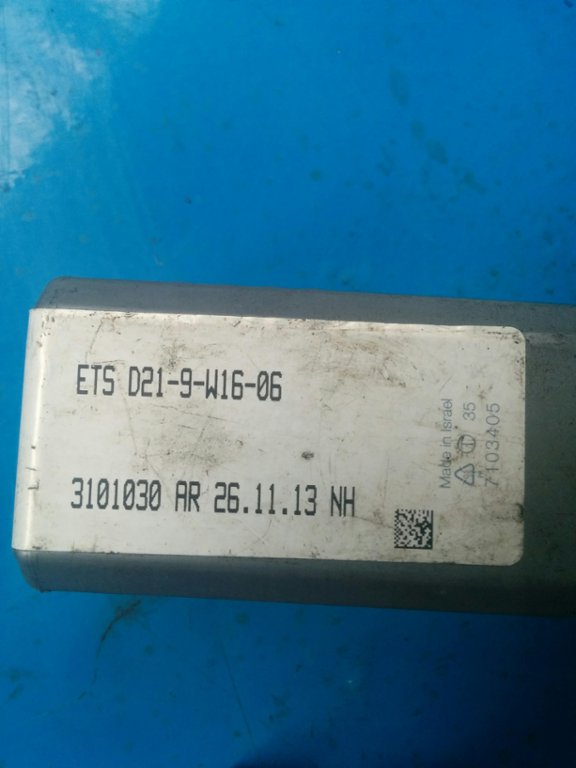 ETS D21-9-W16-06
3101030 AR 26.11.13 NH
Made in Israel
35
7103405